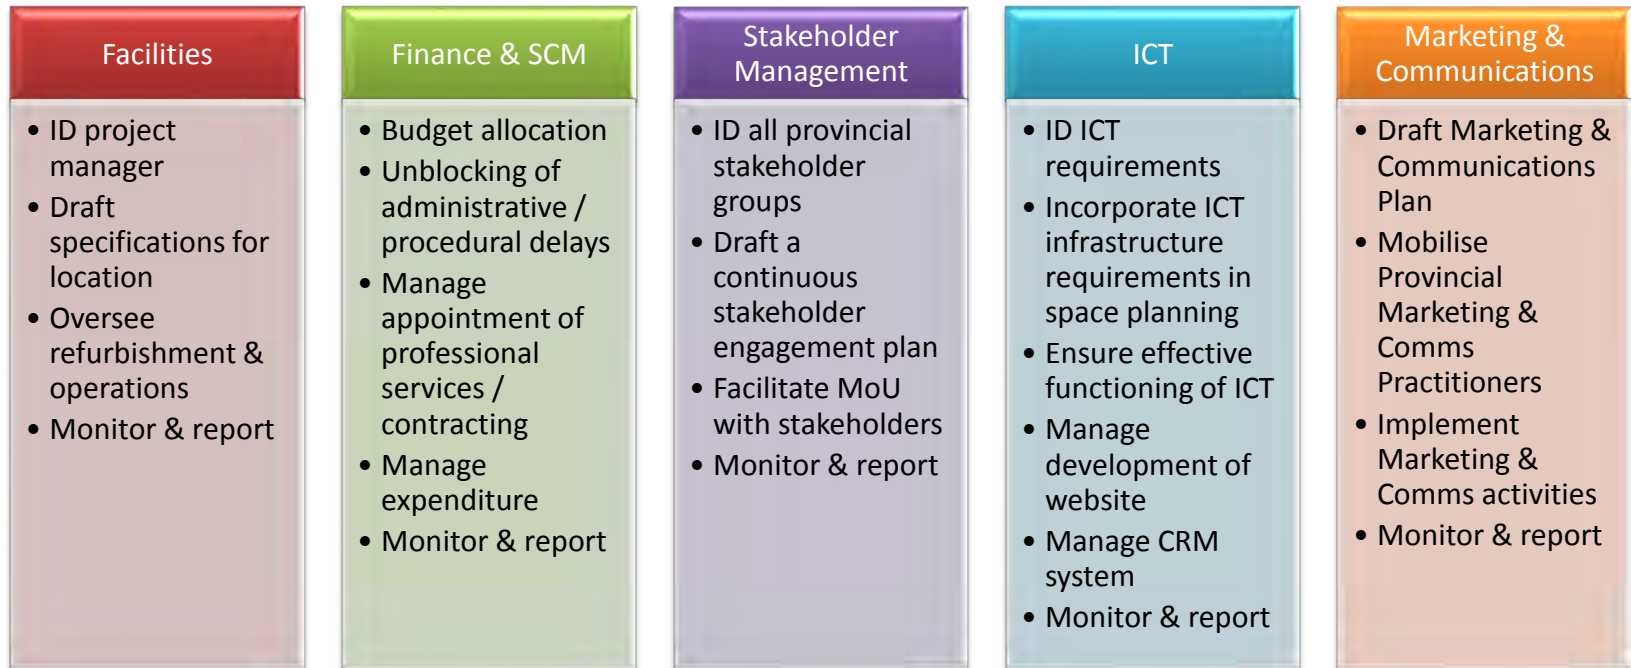 Facilities
• ID project
manager
• Draft
specifications for
location
• Oversee
refurbishment &
operations
• Monitor & report
Finance & SCM
• Budget allocation
• Unblocking of
administrative /
procedural delays
• Manage
appointment of
professional
services /
contracting
• Manage
expenditure
• Monitor & report
Stakeholder
Management
• ID all provincial
stakeholder
groups
• Draft a
continuous
stakeholder
engagement plan
• Facilitate MoU
with stakeholders
• Monitor & report
ICT
• ID ICT
requirements
• Incorporate ICT
infrastructure
requirements in
space planning
• Ensure effective
functioning of ICT
• Manage
development of
website
• Manage CRM
system
• Monitor & report
Marketing &
Communications
• Draft Marketing &
Communications
Plan
• Mobilise
Provincial
Marketing &
Comms
Practitioners
• Implement
Marketing &
Comms activities
• Monitor & report